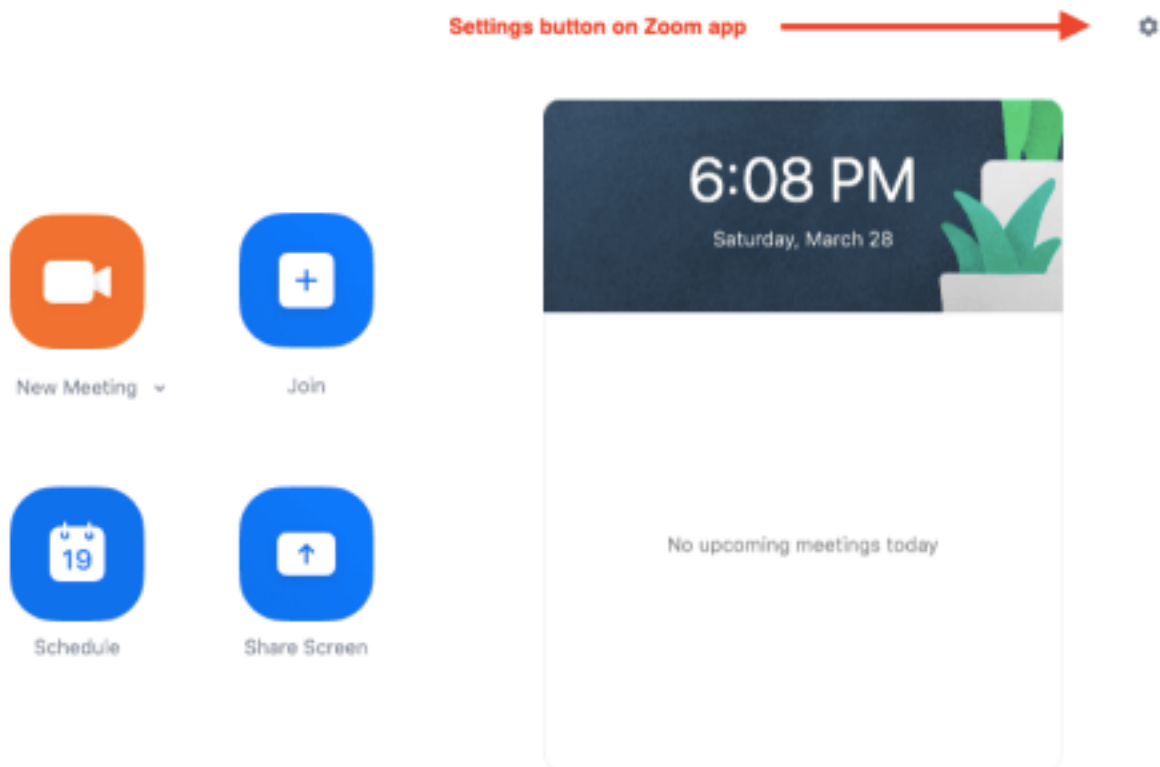 Settings button on Zoom app
6:08 PM
Saturday, March 28
New Meeting
Join
19
Schedule
Share Screen
No upcoming meetings today